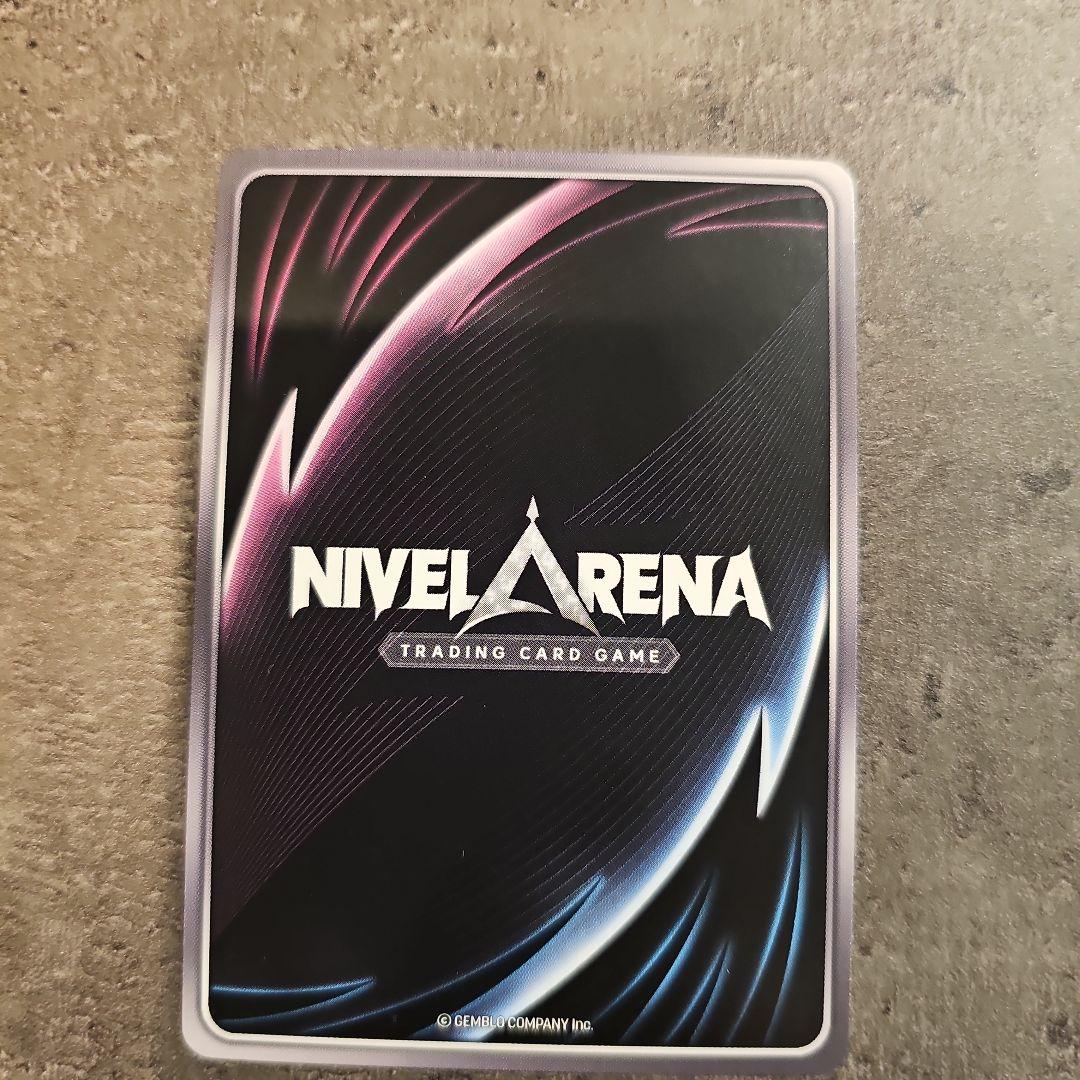 NIVEL ARENA
TRADING CARD GAME
© GEMBLO COMPANY Inc.